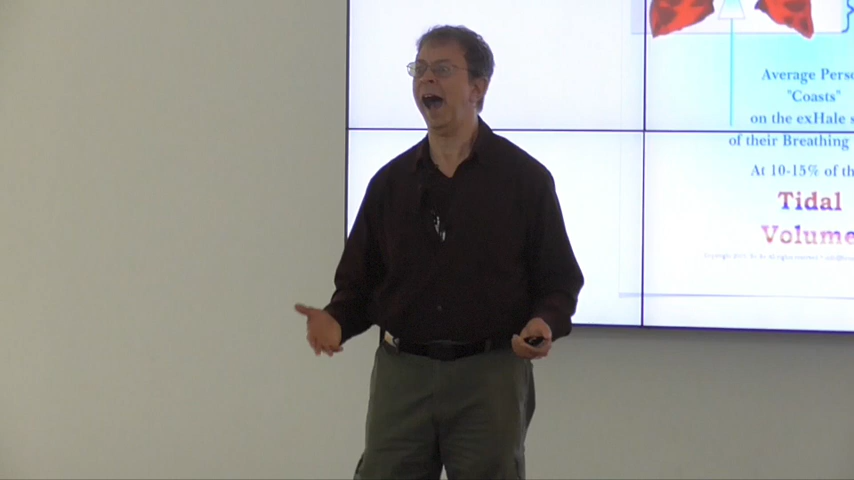 Average Perso
"Coasts"
on the exHale s
of their Breathing
At 10-15% of th
Tidal
Volume